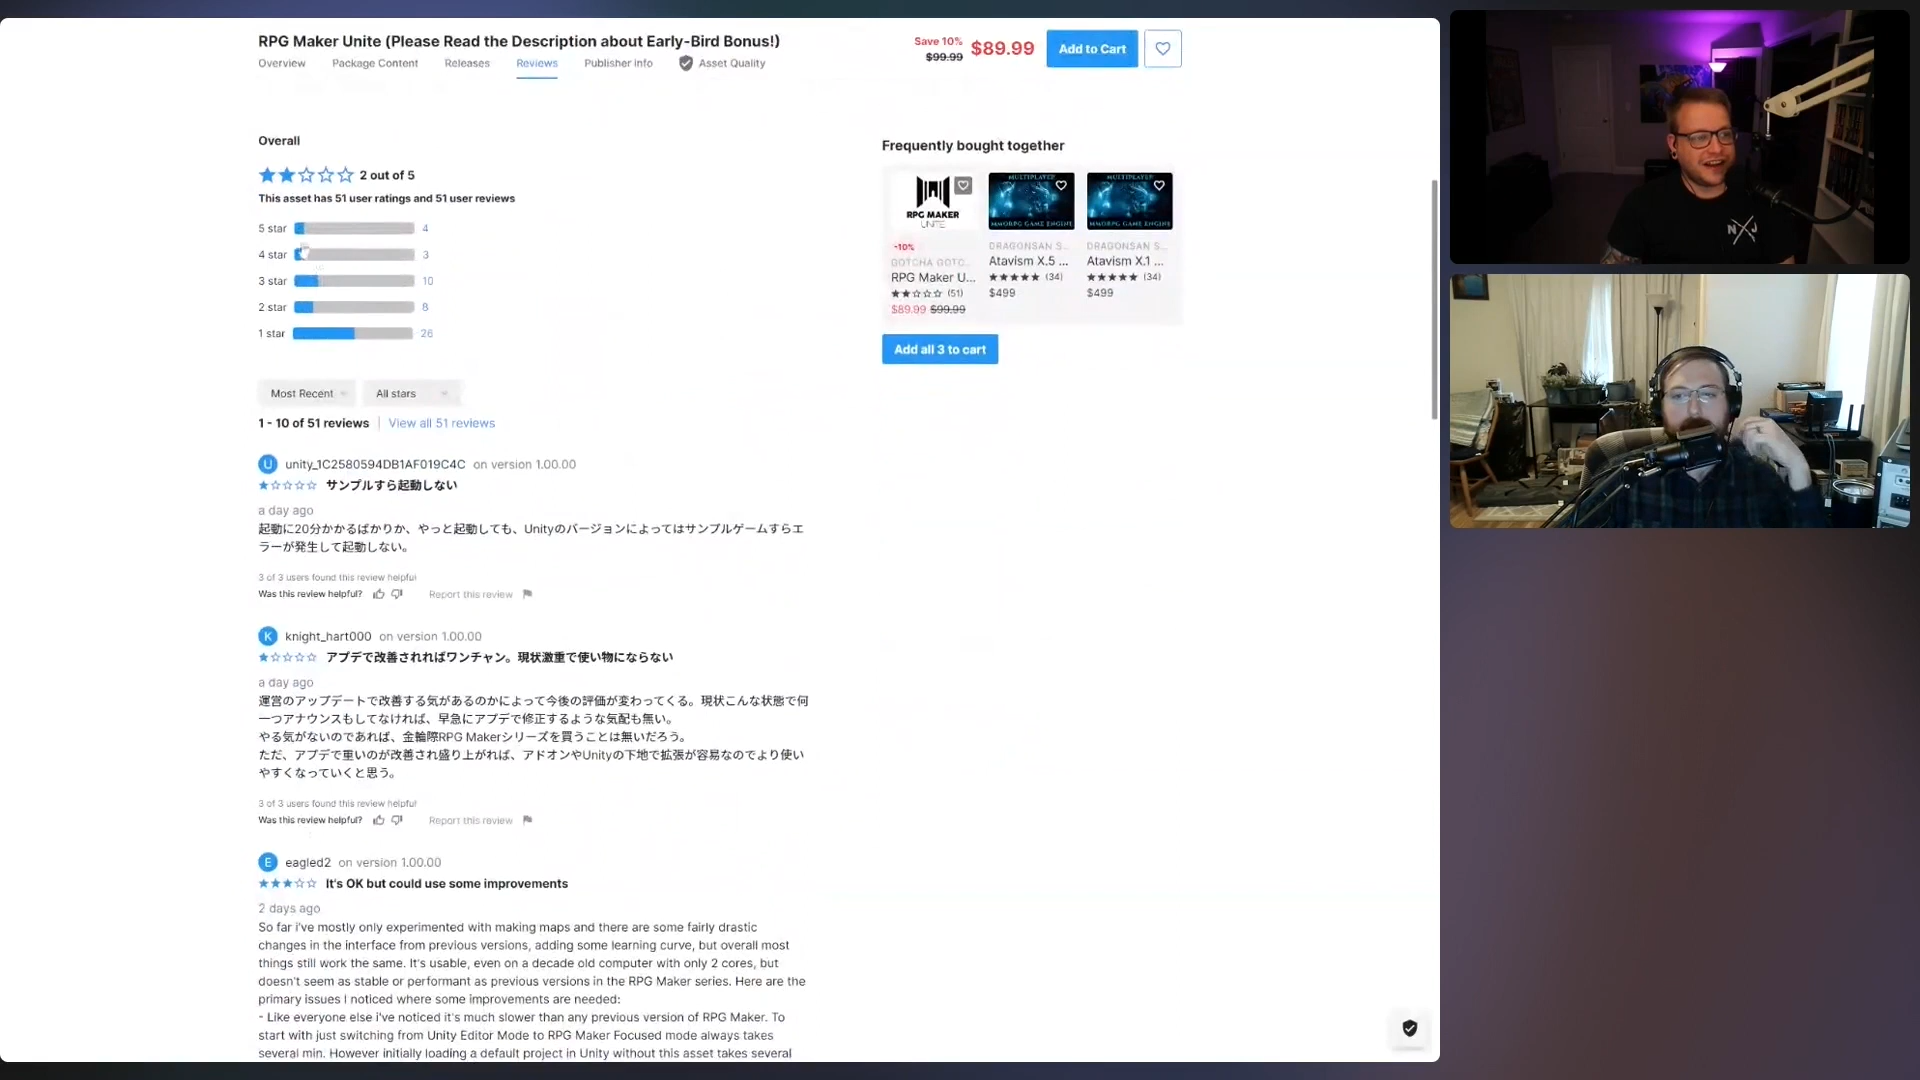 RPG Maker Unite (Please Read the Description about Early-Bird Bonus!)
Overview Package Content Releases Reviews Publisher info Asset Quality
Save 10%
$99.99 $89.99 Add to Cart
Overall
2 out of 5
This asset has 51 user ratings and 51 user reviews
5 star 4
4 star 3
3 star 10
2 star 8
1 star 26
Most Recent All stars
1 - 10 of 51 reviews View all 51 reviews
U unity_1C2580594DB1AF019C4C on version 1.00.00
サンプルすら起動しない
a day ago
起動に20分かかるばかりか、やっと起動しても、Unityのバージョンによってはサンプルゲームすらエ
ラーが発生して起動しない。
3 of 3 users found this review helpful
Was this review helpful? Report this review
K knight_hart000 on version 1.00.00
アプデで改善されればワンチャン。現状激重で使い物にならない
a day ago
運営のアップデートで改善する気があるのかによって今後の評価が変わってくる。現状こんな状態で何
一つアナウンスもしてなければ、早急にアプデで修正するような気配も無い。
やる気がないのであれば、金輪際RPG Makerシリーズを買うことは無いだろう。
ただ、アプデで重いのが改善され盛り上がれば、アドオンやUnityの下地で拡張が容易なのでより使い
やすくなっていくと思う。
3 of 3 users found this review helpful
Was this review helpful? Report this review
E eagled2 on version 1.00.00
It's OK but could use some improvements
2 days ago
So far i've mostly only experimented with making maps and there are some fairly drastic
changes in the interface from previous versions, adding some learning curve, but overall most
things still work the same. It's usable, even on a decade old computer with only 2 cores, but
doesn't seem as stable or performant as previous versions in the RPG Maker series. Here are the
primary issues I noticed where some improvements are needed:
- Like everyone else i've noticed it's much slower than any previous version of RPG Maker. To
start with just switching from Unity Editor Mode to RPG Maker Focused mode always takes
several min. However initially loading a default project in Unity without this asset takes several
Frequently bought together
RPG MAKER
UNITE
-10%
GOTCHA GOTC...
RPG Maker U...
(51)
$89.99 $99.99
MULTIPLAYER
MMORPG GAME ENGINE
DRAGONSAN S...
Atavism X.5 ...
(34)
$499
MULTIPLAYER
MMORPG GAME ENGINE
DRAGONSAN S...
Atavism X.1 ...
(34)
$499
Add all 3 to cart
N J